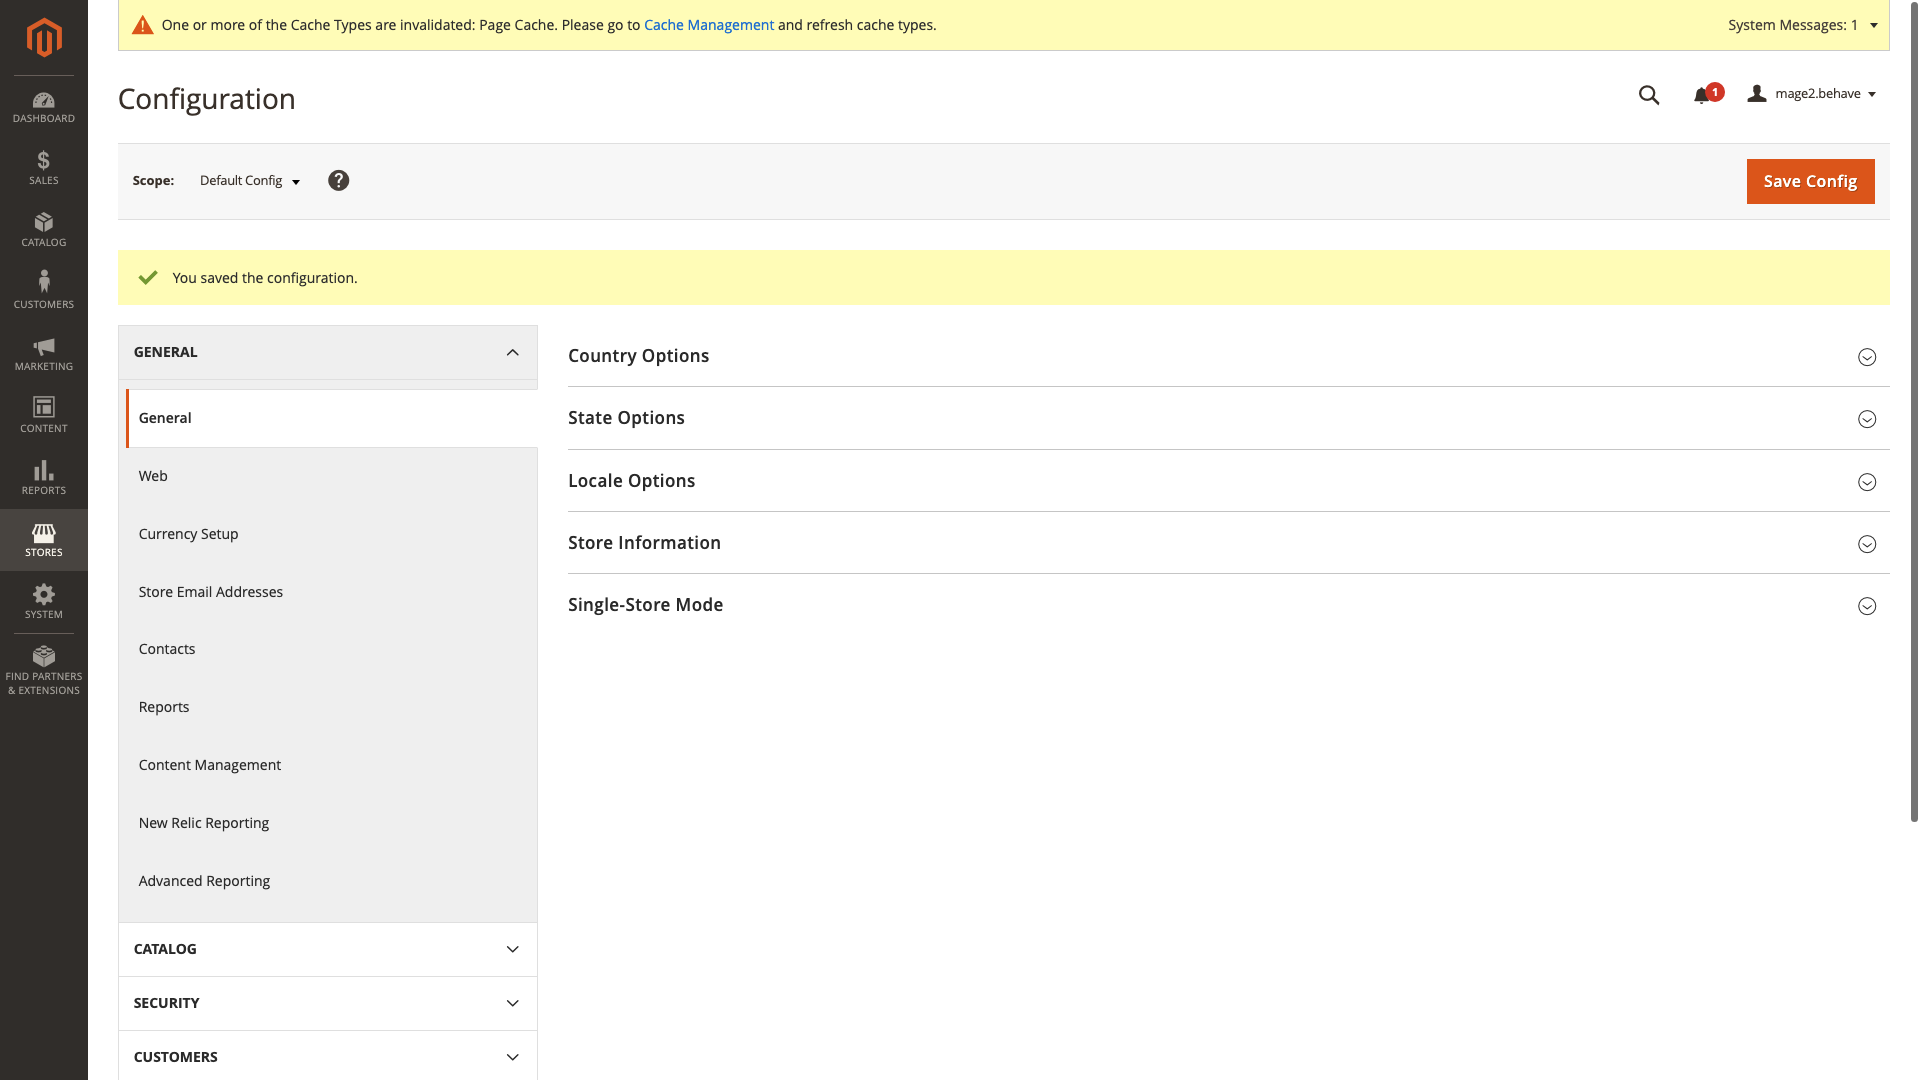 One or more of the Cache Types are invalidated: Page Cache. Please go to Cache Management and refresh cache types.
System Messages: 1
Configuration
1
mage2.behave
Scope:
Default Config
?
Save Config
You saved the configuration.
DASHBOARD
$
SALES
CATALOG
CUSTOMERS
MARKETING
CONTENT
REPORTS
STORES
SYSTEM
FIND PARTNERS
& EXTENSIONS
GENERAL
General
Web
Currency Setup
Store Email Addresses
Contacts
Reports
Content Management
New Relic Reporting
Advanced Reporting
CATALOG
SECURITY
CUSTOMERS
Country Options
State Options
Locale Options
Store Information
Single-Store Mode